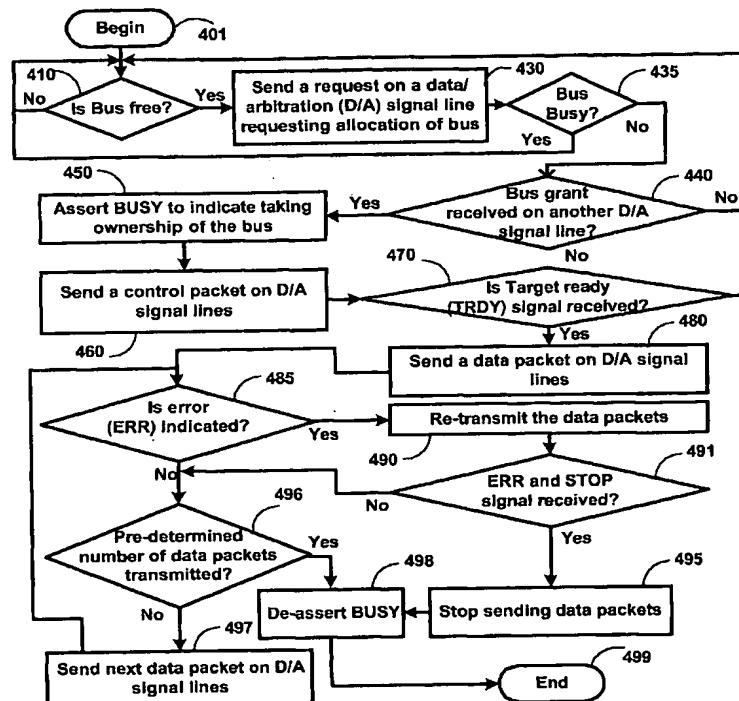 Begin
401
410
Is Bus free?
No
Yes
430
Send a request on a data/
arbitration (D/A) signal line
requesting allocation of bus
435
Bus
Busy?
Yes
No
440
Bus grant
received on another D/A
signal line?
Yes
No
No
450
Assert BUSY to indicate taking
ownership of the bus
Send a control packet on D/A
signal lines
460
470
Is Target ready
(TRDY) signal received?
Yes
480
Send a data packet on D/A signal
lines
485
Is error
(ERR) indicated?
Yes
No
Re-transmit the data packets
490
491
ERR and STOP
signal received?
No
Yes
496
Pre-determined
number of data packets
transmitted?
Yes
No
498
De-assert BUSY
495
Stop sending data packets
497
Send next data packet on D/A
signal lines
499
End